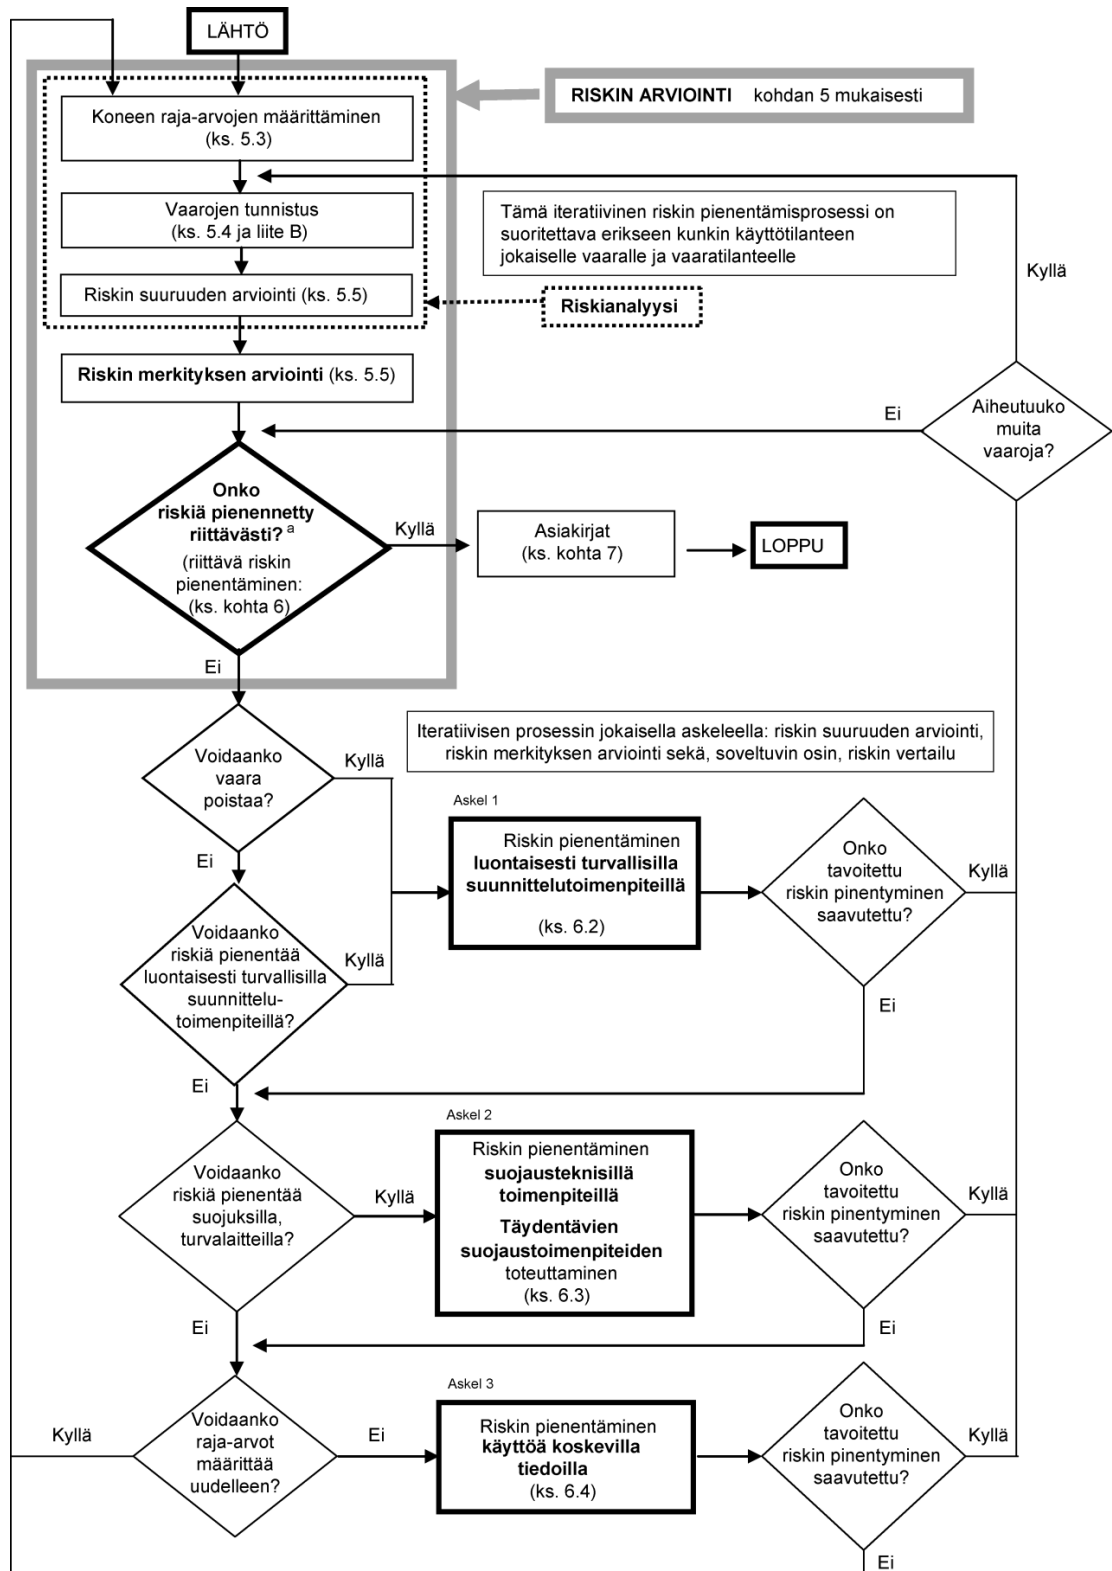 LÄHTÖ
RISKIN ARVIOINTI kohdan 5 mukaisesti
Koneen raja-arvojen määrittäminen
(ks. 5.3)
Vaarojen tunnistus
(ks. 5.4 ja liite B)
Tämä iteratiivinen riskin pienentämisprosessi on
suoritettava erikseen kunkin käyttötilanteen
jokaiselle vaaralle ja vaaratilanteelle
Kyllä
Riskin suuruuden arviointi (ks. 5.5)
Riskianalyysi
Riskin merkityksen arviointi (ks. 5.5)
Ei
Aiheutuuko
muita
vaaroja?
Onko
riskiä pienennetty
riittävästi? a
(riittävä riskin
pienentäminen:
(ks. kohta 6)
Kyllä
Asiakirjat
(ks. kohta 7)
LOPPU
Ei
Iteratiivisen prosessin jokaisella askeleella: riskin suuruuden arviointi,
riskin merkityksen arviointi sekä, soveltuvin osin, riskin vertailu
Voidaanko
vaara
poistaa?
Kyllä
Ei
Askel 1
Riskin pienentäminen
luontaisesti turvallisilla
suunnittelutoimenpiteillä
(ks. 6.2)
Onko
tavoitettu
riskin pinentyminen
saavutettu?
Kyllä
Voidaanko
riskiä pienentää
luontaisesti turvallisilla
suunnittelu-
toimenpiteillä?
Kyllä
Ei
Ei
Askel 2
Voidaanko
riskiä pienentää
suojuksilla,
turvalaitteilla?
Kyllä
Riskin pienentäminen
suojausteknisillä
toimenpiteillä
Täydentävien
suojaustoimenpiteiden
toteuttaminen
(ks. 6.3)
Onko
tavoitettu
riskin pinentyminen
saavutettu?
Kyllä
Ei
Ei
Askel 3
Kyllä
Voidaanko
raja-arvot
määrittää
uudelleen?
Ei
Riskin pienentäminen
käyttöä koskevilla
tiedoilla
(ks. 6.4)
Onko
tavoitettu
riskin pinentyminen
saavutettu?
Kyllä
Ei